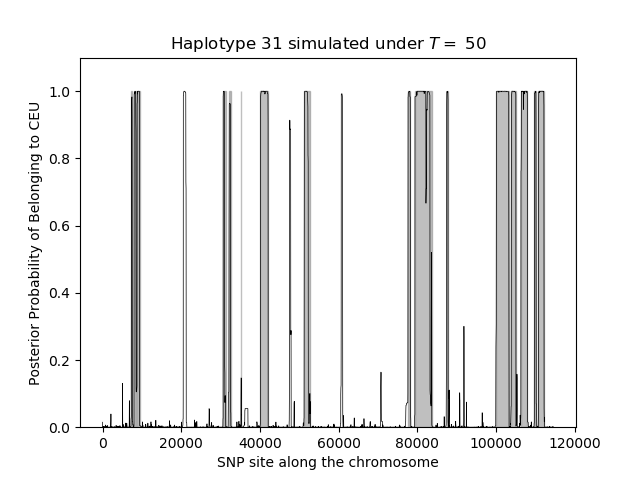 Haplotype 31 simulated under T = 50
Posterior Probability of Belonging to CEU
1.0
0.8
0.6
0.4
0.2
0.0
0 20000 40000 60000 80000 100000 120000
SNP site along the chromosome